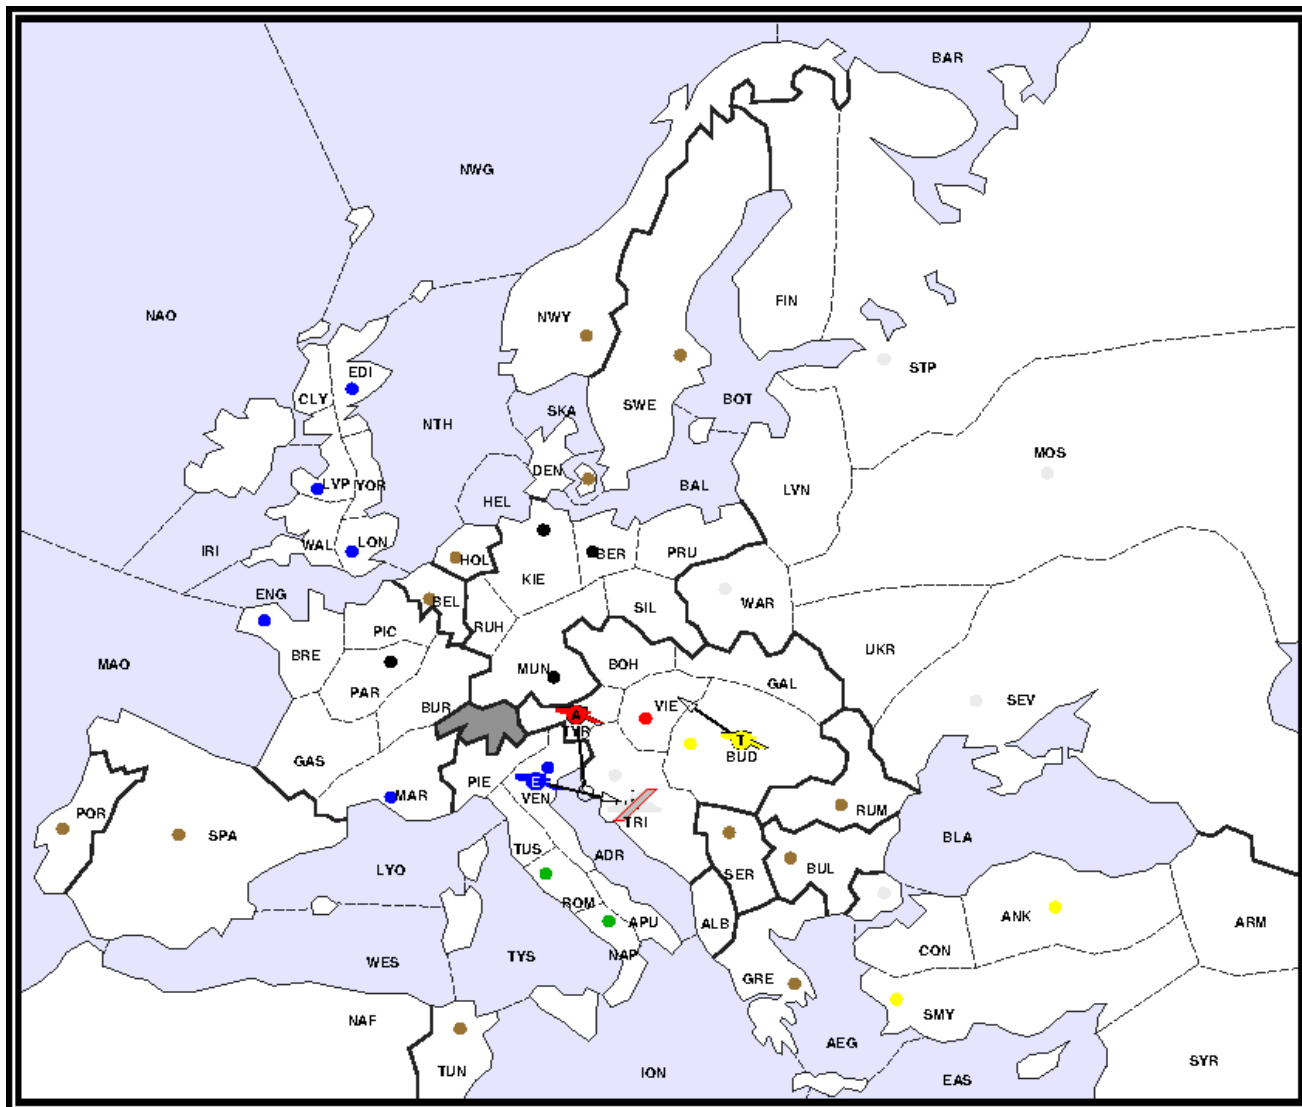 BAR
NWG
NAO
FIN
NWY
STP
EDI
CLY
SKA
SWE
BOT
NTH
MOS
DEN
LVP YOR
HEL
BAL
LVN
IRI
WAL
LON
HOL
KIE
BER
PRU
ENG
BEL
SIL
WAR
PIC
RUH
BRE
UKR
MAO
MUN
BOH
GAL
PAR
BUR
VIE
SEV
A
TYR
T
BUD
GAS
PIE
E
VEN
MAR
POR
SPA
TRI
RUM
TUS
ADR
BLA
LYO
SER
BUL
ROM
APU
ALB
ANK
ARM
WES
TYS
NAP
CON
GRE
NAF
SMY
AEG
TUN
ION
EAS
SYR